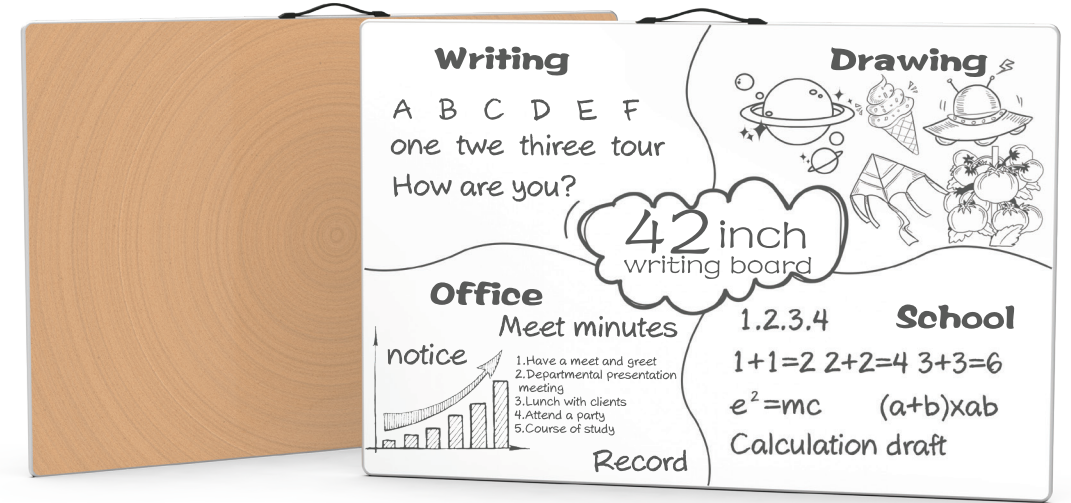 Writing
A B C D E F
one twe thiree tour
How are you?
Drawing
42 inch
writing board
Office
Meet minutes
notice
1.Have a meet and greet
2.Departmental presentation
meeting
3.Lunch with clients
4.Attend a party
5.Course of study
Record
School
1.2.3.4
1+1=2 2+2=4 3+3=6
e²=mc (a+b)xab
Calculation draft